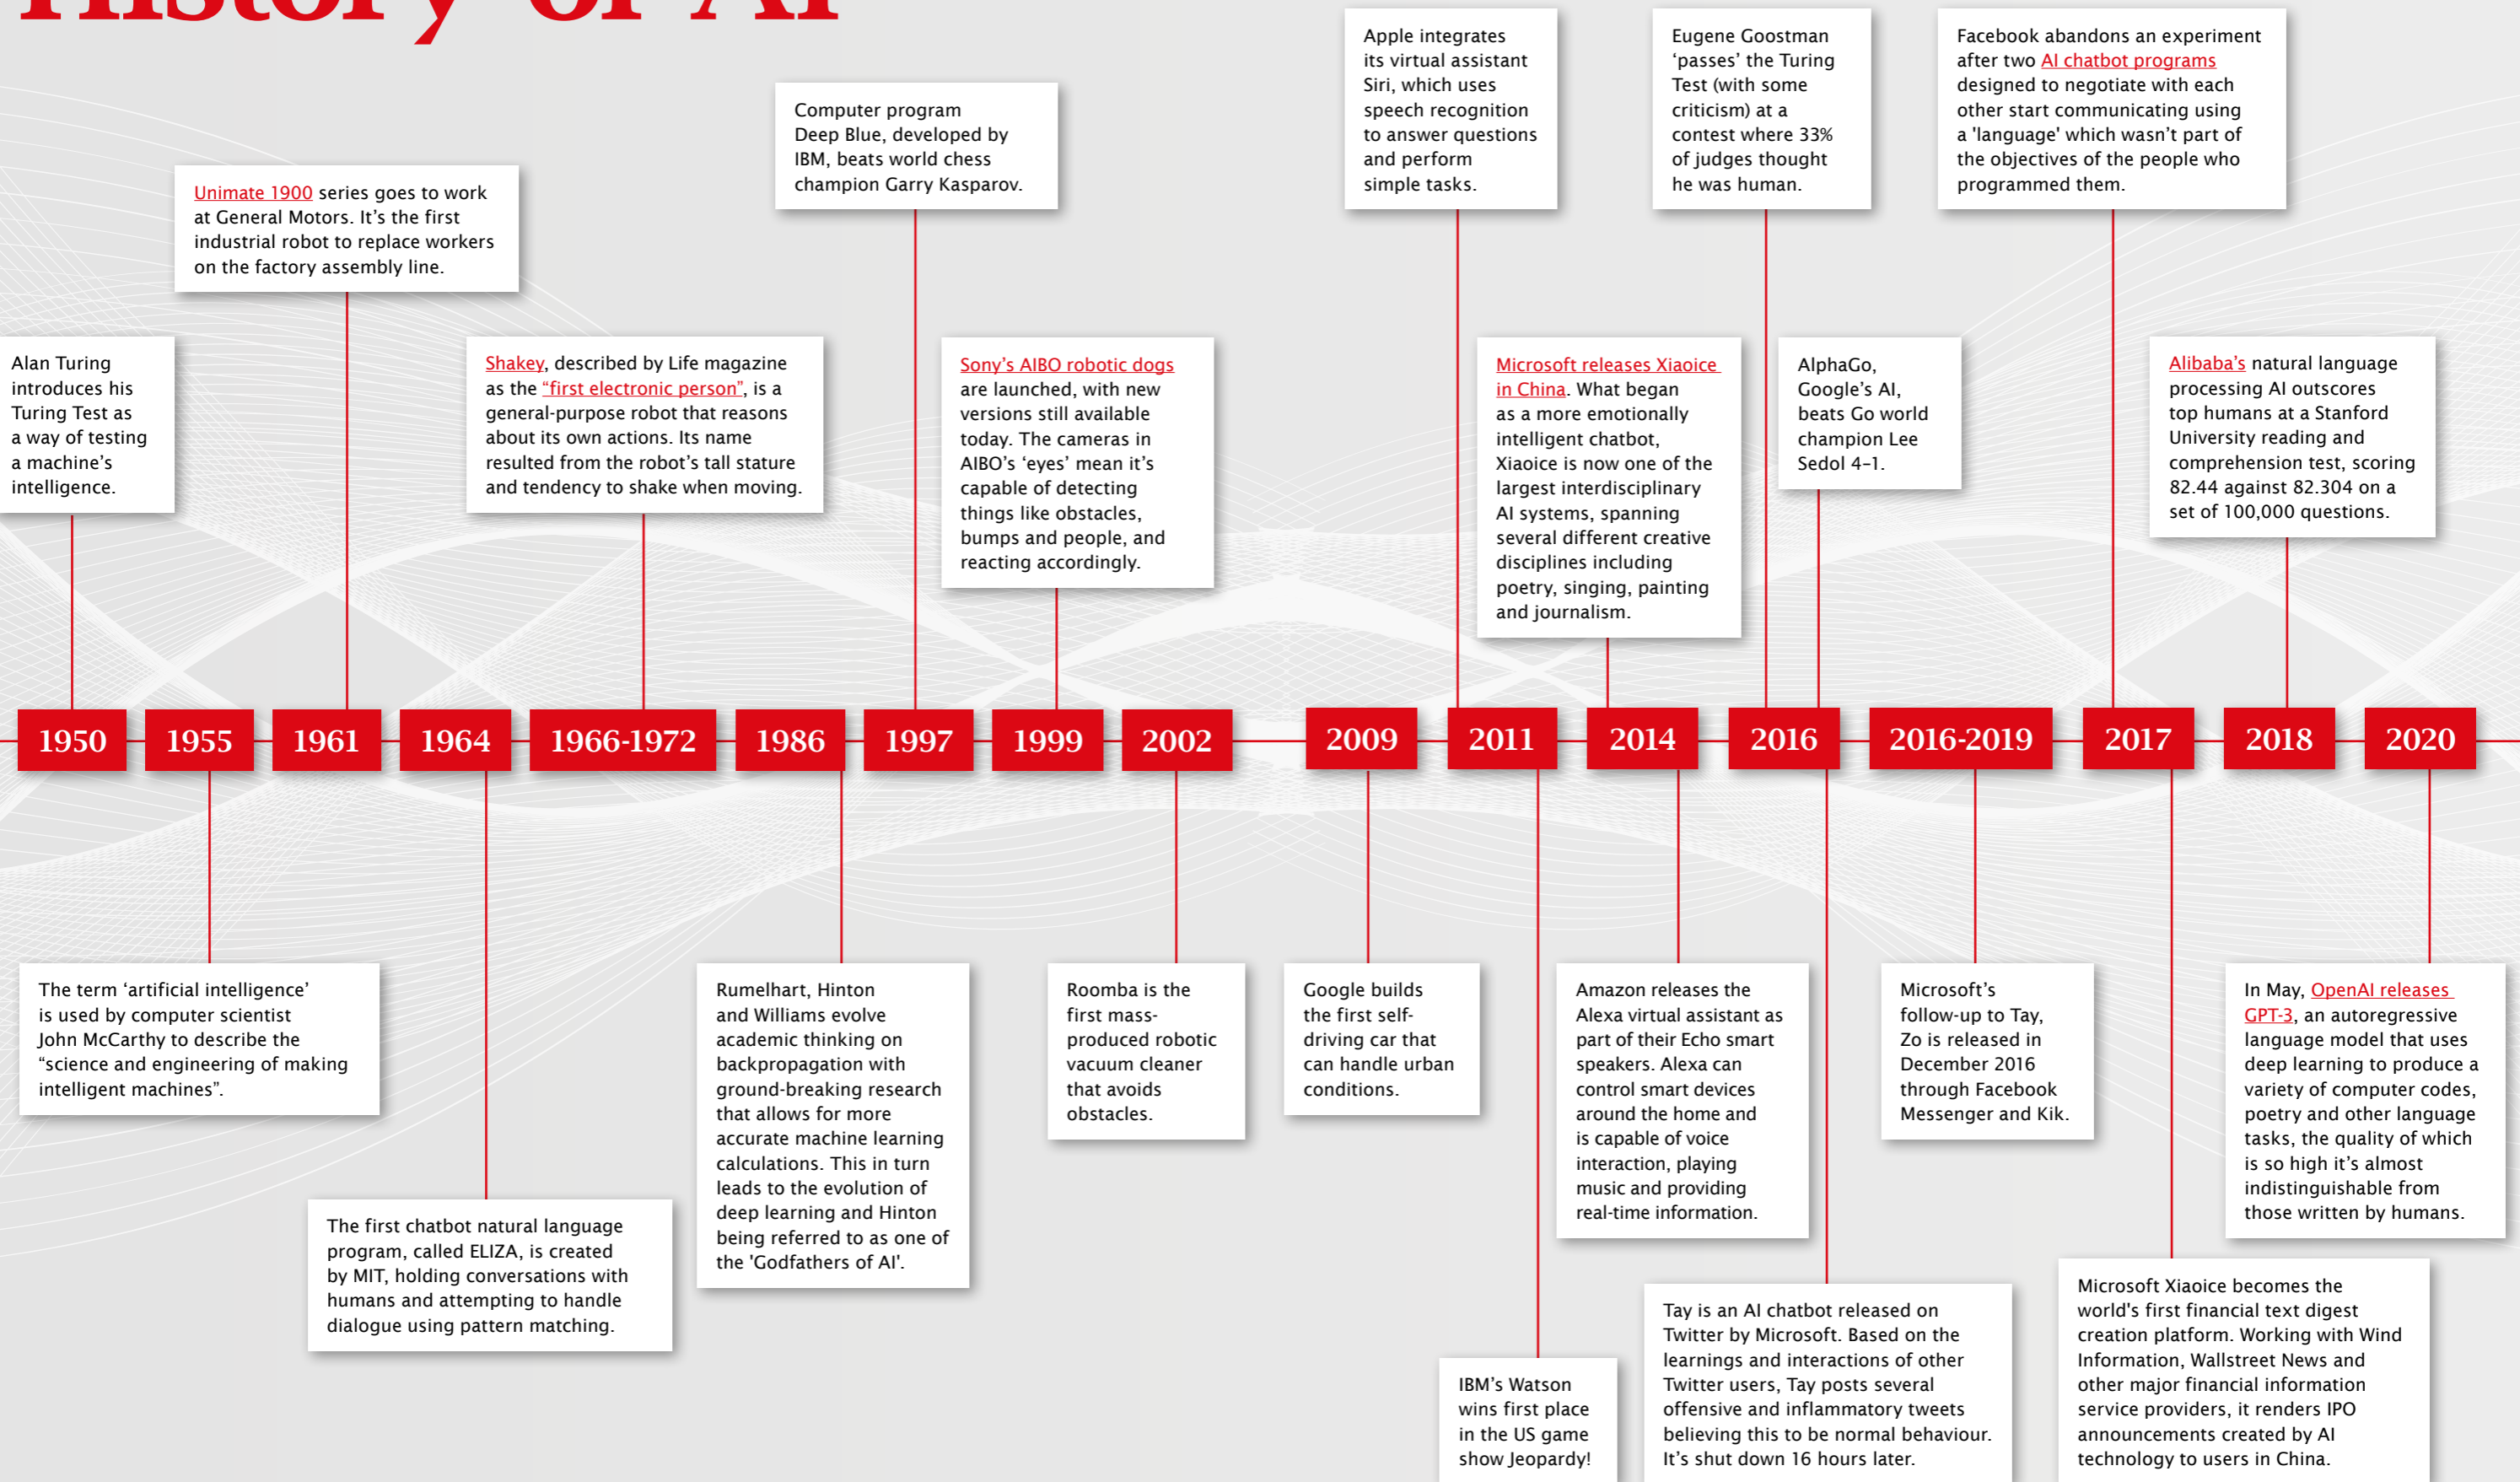 History of AI
Apple integrates
its virtual assistant
Siri, which uses
speech recognition
to answer questions
and perform
simple tasks.
Eugene Goostman
‘passes’ the Turing
Test (with some
criticism) at a
contest where 33%
of judges thought
he was human.
Facebook abandons an experiment
after two AI chatbot programs
designed to negotiate with each
other start communicating using
a 'language' which wasn’t part of
the objectives of the people who
programmed them.
Computer program
Deep Blue, developed by
IBM, beats world chess
champion Garry Kasparov.
Unimate 1900 series goes to work
at General Motors. It’s the first
industrial robot to replace workers
on the factory assembly line.
Alan Turing
introduces his
Turing Test as
a way of testing
a machine’s
intelligence.
Shakey, described by Life magazine
as the “first electronic person”, is a
general-purpose robot that reasons
about its own actions. Its name
resulted from the robot’s tall stature
and tendency to shake when moving.
Sony’s AIBO robotic dogs
are launched, with new
versions still available
today. The cameras in
AIBO’s ‘eyes’ mean it’s
capable of detecting
things like obstacles,
bumps and people, and
reacting accordingly.
Microsoft releases Xiaoice
in China. What began
as a more emotionally
intelligent chatbot,
Xiaoice is now one of the
largest interdisciplinary
AI systems, spanning
several different creative
disciplines including
poetry, singing, painting
and journalism.
AlphaGo,
Google’s AI,
beats Go world
champion Lee
Sedol 4–1.
Alibaba’s natural language
processing AI outscores
top humans at a Stanford
University reading and
comprehension test, scoring
82.44 against 82.304 on a
set of 100,000 questions.
1950
1955
1961
1964
1966-1972
1986
1997
1999
2002
2009
2011
2014
2016
2016-2019
2017
2018
2020
The term ‘artificial intelligence’
is used by computer scientist
John McCarthy to describe the
“science and engineering of making
intelligent machines”.
The first chatbot natural language
program, called ELIZA, is created
by MIT, holding conversations with
humans and attempting to handle
dialogue using pattern matching.
Rumelhart, Hinton
and Williams evolve
academic thinking on
backpropagation with
ground-breaking research
that allows for more
accurate machine learning
calculations. This in turn
leads to the evolution of
deep learning and Hinton
being referred to as one of
the 'Godfathers of AI'.
Roomba is the
first mass-
produced robotic
vacuum cleaner
that avoids
obstacles.
Google builds
the first self-
driving car that
can handle urban
conditions.
IBM’s Watson
wins first place
in the US game
show Jeopardy!
Amazon releases the
Alexa virtual assistant as
part of their Echo smart
speakers. Alexa can
control smart devices
around the home and
is capable of voice
interaction, playing
music and providing
real-time information.
Tay is an AI chatbot released on
Twitter by Microsoft. Based on the
learnings and interactions of other
Twitter users, Tay posts several
offensive and inflammatory tweets
believing this to be normal behaviour.
It’s shut down 16 hours later.
Microsoft’s
follow-up to Tay,
Zo is released in
December 2016
through Facebook
Messenger and Kik.
Microsoft Xiaoice becomes the
world's first financial text digest
creation platform. Working with Wind
Information, Wallstreet News and
other major financial information
service providers, it renders IPO
announcements created by AI
technology to users in China.
In May, OpenAI releases
GPT-3, an autoregressive
language model that uses
deep learning to produce a
variety of computer codes,
poetry and other language
tasks, the quality of which
is so high it’s almost
indistinguishable from
those written by humans.